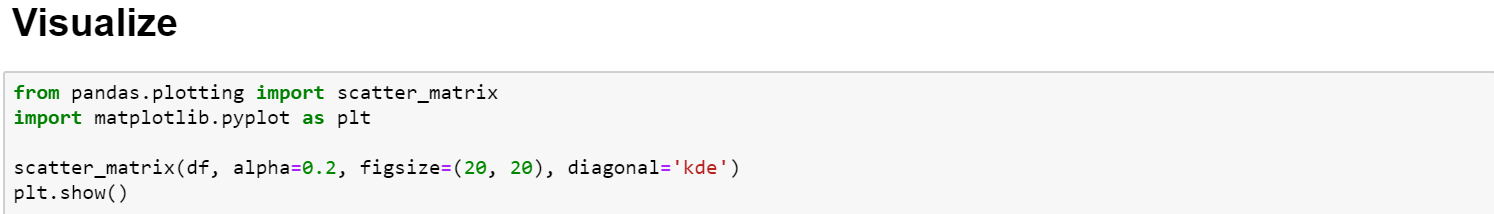 Visualize
from pandas.plotting import scatter_matrix
import matplotlib.pyplot as plt
scatter_matrix(df, alpha=0.2, figsize=(20, 20), diagonal='kde')
plt.show()